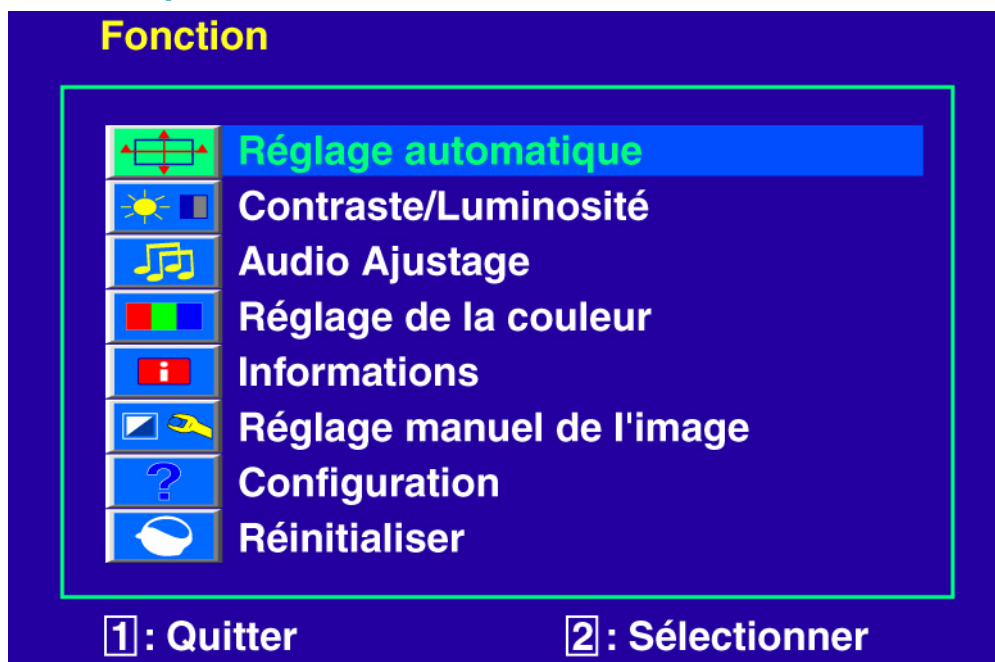 Fonction
Réglage automatique
Contraste/Luminosité
Audio Ajustage
Réglage de la couleur
Informations
Réglage manuel de l'image
Configuration
Réinitialiser
1 : Quitter 2 : Sélectionner